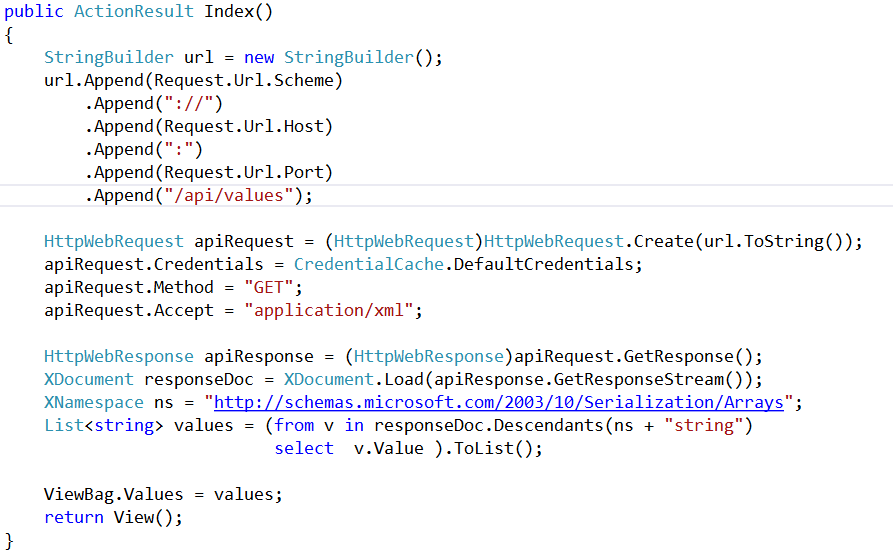 public ActionResult Index()
{
    StringBuilder url = new StringBuilder();
    url.Append(Request.Url.Scheme)
        .Append("://")
        .Append(Request.Url.Host)
        .Append(":")
        .Append(Request.Url.Port)
        .Append("/api/values");

    HttpWebRequest apiRequest = (HttpWebRequest)HttpWebRequest.Create(url.ToString());
    apiRequest.Credentials = CredentialCache.DefaultCredentials;
    apiRequest.Method = "GET";
    apiRequest.Accept = "application/xml";

    HttpWebResponse apiResponse = (HttpWebResponse)apiRequest.GetResponse();
    XDocument responseDoc = XDocument.Load(apiResponse.GetResponseStream());
    XNamespace ns = "http://schemas.microsoft.com/2003/10/Serialization/Arrays";
    List<string> values = (from v in responseDoc.Descendants(ns + "string")
                           select  v.Value ).ToList();

    ViewBag.Values = values;
    return View();
}